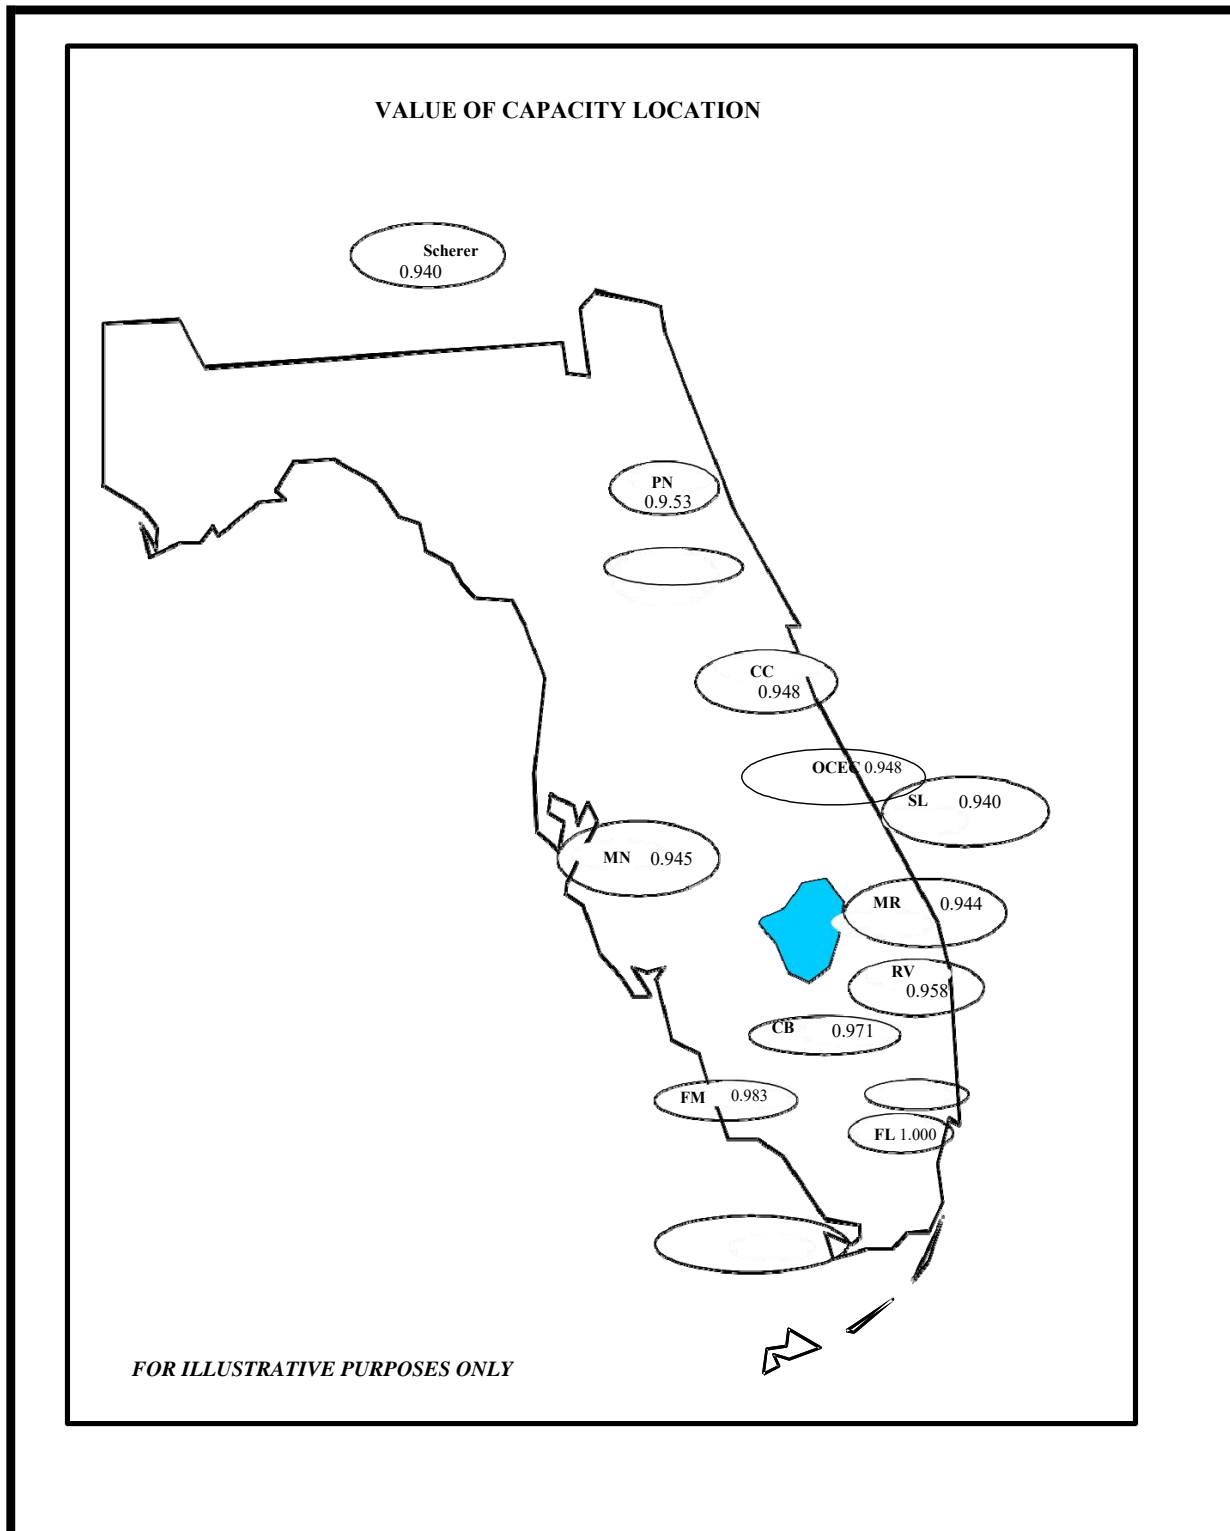 VALUE OF CAPACITY LOCATION
Scherer
0.940
PN
0.9.53
CC
0.948
OCEC 0.948
SL 0.940
MN 0.945
MR 0.944
RV
0.958
CB 0.971
FM 0.983
FL 1.000
FOR ILLUSTRATIVE PURPOSES ONLY